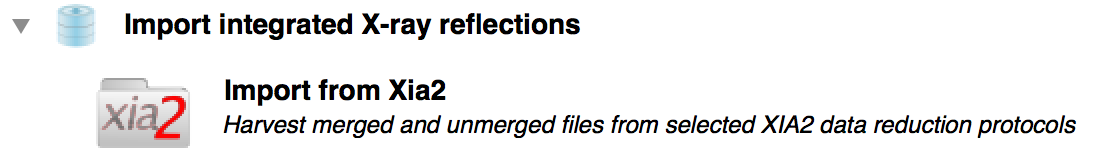 Import integrated X-ray reflections
xia2
Import from Xia2
Harvest merged and unmerged files from selected XIA2 data reduction protocols